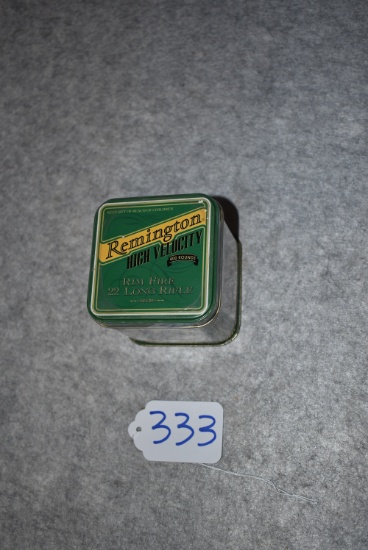 Remington
HIGH VELOCITY
RIM FIRE
22 LONG RIFLE
333